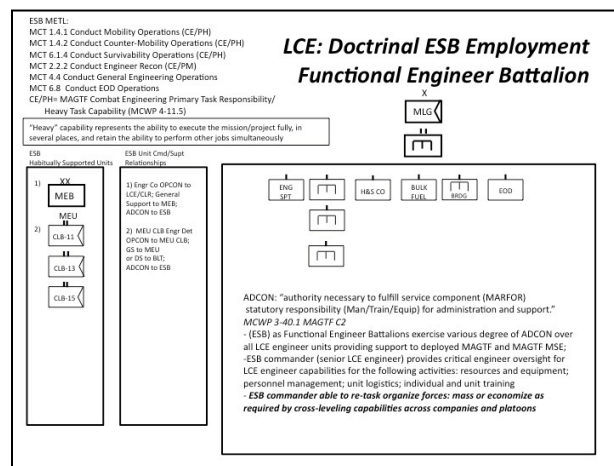 ESB METL:
MCT 1.4.1 Conduct Mobility Operations (CE/PH)
MCT 1.4.2 Conduct Counter-Mobility Operations (CE/PH)
MCT 6.1.4 Conduct Survivability Operations (CE/PH)
MCT 2.2.2 Conduct Engineer Recon (CE/PM)
MCT 4.4 Conduct General Engineering Operations
MCT 6.8 Conduct EOD Operations
CE/PH= MAGTF Combat Engineering Primary Task Responsibility/
Heavy Task Capability (MCWP 4-11.5)
LCE: Doctrinal ESB Employment
Functional Engineer Battalion
X
MLG
"Heavy" capability represents the ability to execute the mission/project fully, in
several places, and retain the ability to perform other jobs simultaneously
ESB
Habitually Supported Units
1)
XX
MEB
MEU
2)
CLB-11
CLB-13
CLB-15
ESB Unit Cmd/Supt
Relationships
1) Engr Co OPCON to
LCE/CLR; General
Support to MEB;
ADCON to ESB
2) MEU CLB Engr Det
OPCON to MEU CLB;
GS to MEU
or DS to BLT;
ADCON to ESB
ENG
SPT
H&S CO
BULK
FUEL
BRDG
EOD
ADCON: "authority necessary to fulfill service component (MARFOR)
statutory responsibility (Man/Train/Equip) for administration and support."
MCWP 3-40.1 MAGTF C2
- (ESB) as Functional Engineer Battalions exercise various degree of ADCON over
all LCE engineer units providing support to deployed MAGTF and MAGTF MSE;
-ESB commander (senior LCE engineer) provides critical engineer oversight for
LCE engineer capabilities for the following activities: resources and equipment;
personnel management; unit logistics; individual and unit training
- ESB commander able to re-task organize forces: mass or economize as
required by cross-leveling capabilities across companies and platoons